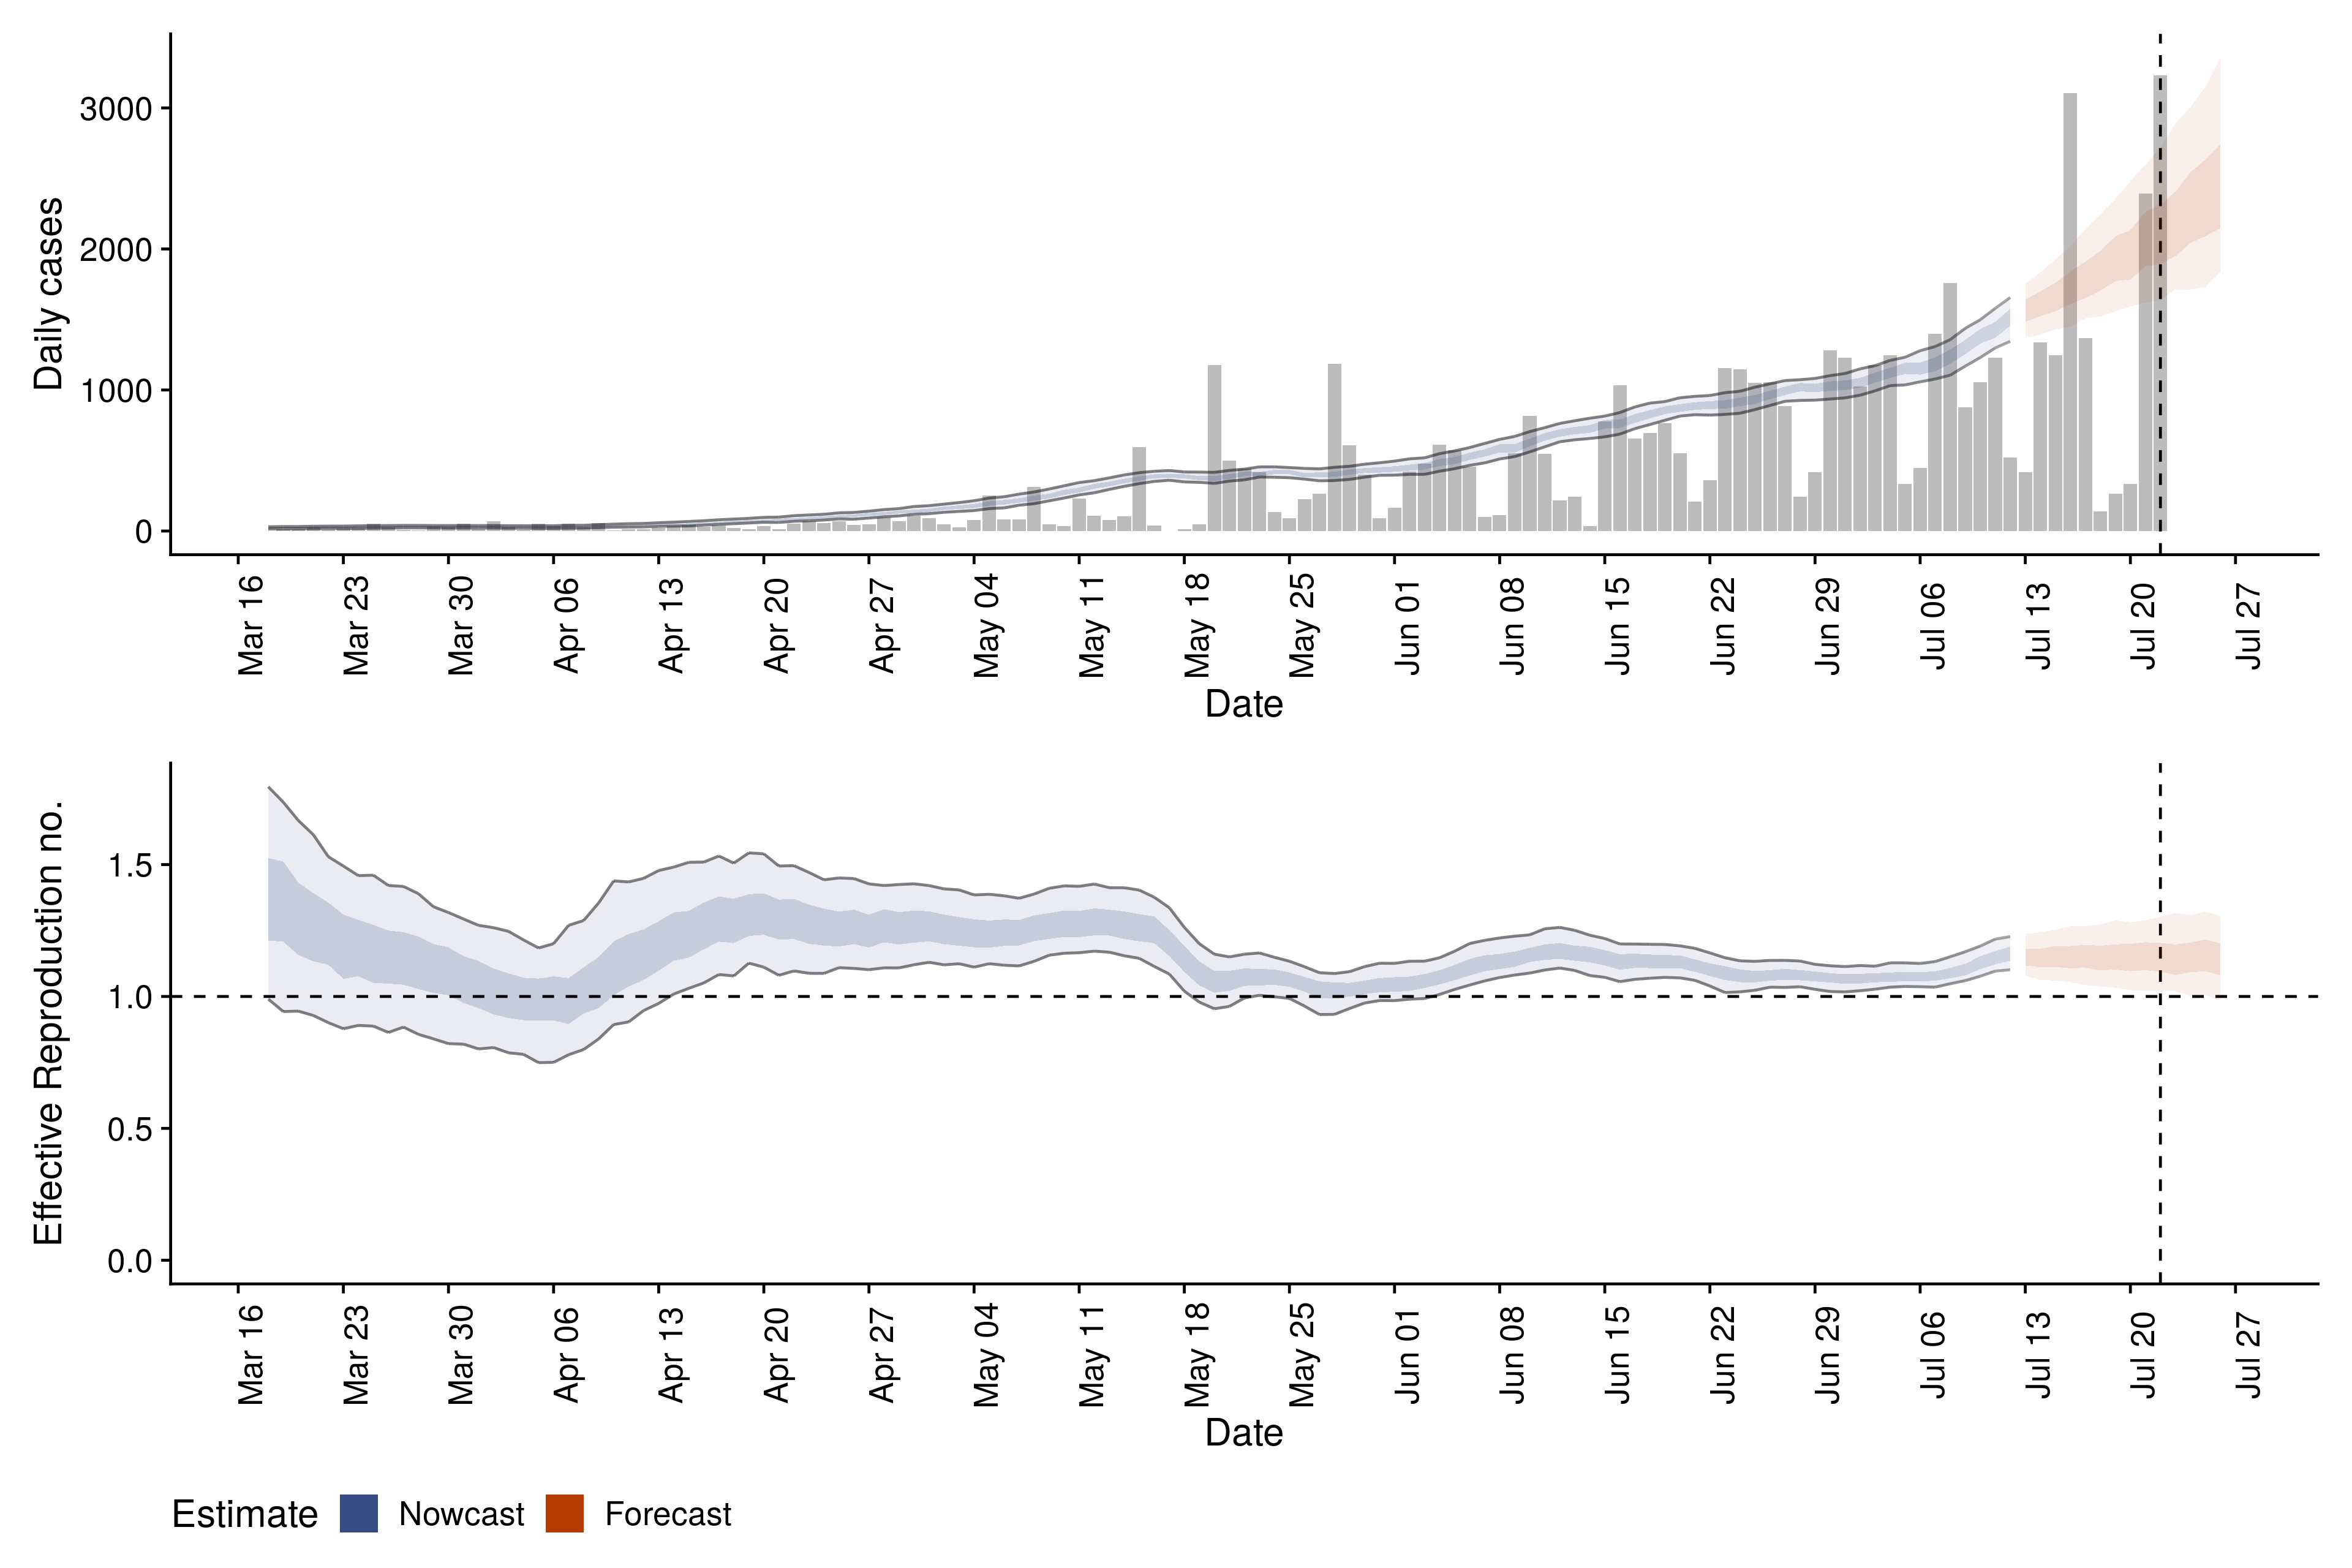 Daily cases
3000
2000
1000
0
Mar 16
Mar 23
Mar 30
Apr 06
Apr 13
Apr 20
Apr 27
May 04
May 11
May 18
May 25
Jun 01
Jun 08
Jun 15
Jun 22
Jun 29
Jul 06
Jul 13
Jul 20
Jul 27
Date
Effective Reproduction no.
1.5
1.0
0.5
0.0
Mar 16
Mar 23
Mar 30
Apr 06
Apr 13
Apr 20
Apr 27
May 04
May 11
May 18
May 25
Jun 01
Jun 08
Jun 15
Jun 22
Jun 29
Jul 06
Jul 13
Jul 20
Jul 27
Date
Estimate Nowcast Forecast